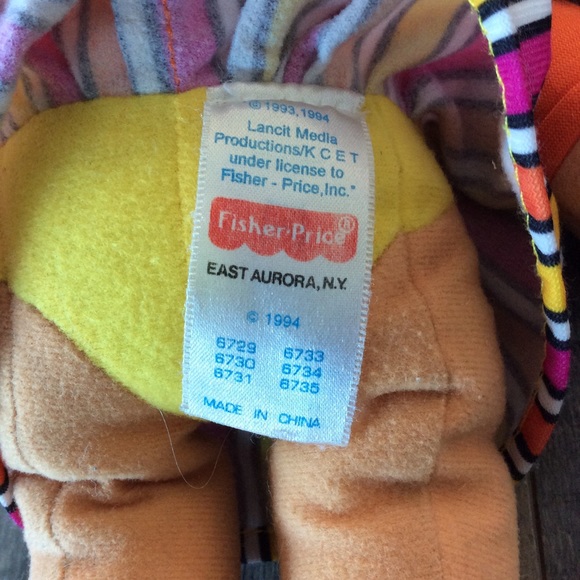 © 1993, 1994
Lancit Media
Productions/K C E T
under license to
Fisher - Price, Inc.*
Fisher-Price®
EAST AURORA, N.Y.
© 1994
6729 6733
6730 6734
6731 6735
MADE IN CHINA